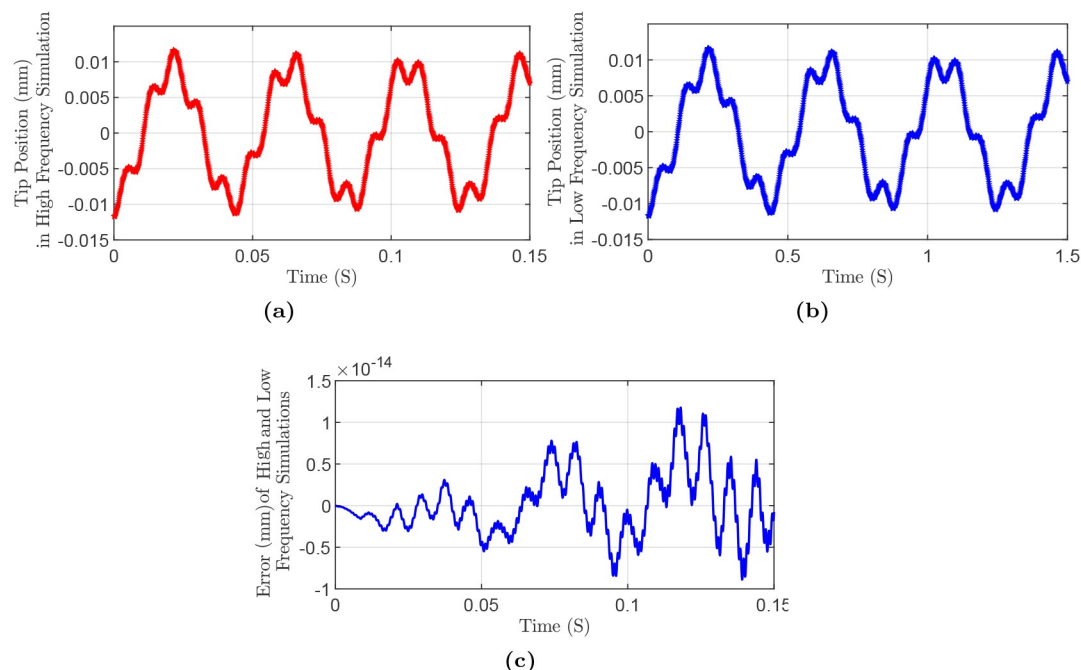 Tip Position (mm)
in High Frequency Simulation
0.01
0.005
0
-0.005
-0.01
-0.015
0
0.05
0.1
0.15
Time (S)
(a)
Tip Position (mm)
in Low Frequency Simulation
0.01
0.005
0
-0.005
-0.01
-0.015
0
0.5
1
1.5
Time (S)
(b)
Error (mm) of High and Low
Frequency Simulations
×10-14
1.5
1
0.5
0
-0.5
-1
0
0.05
0.1
0.15
Time (S)
(c)